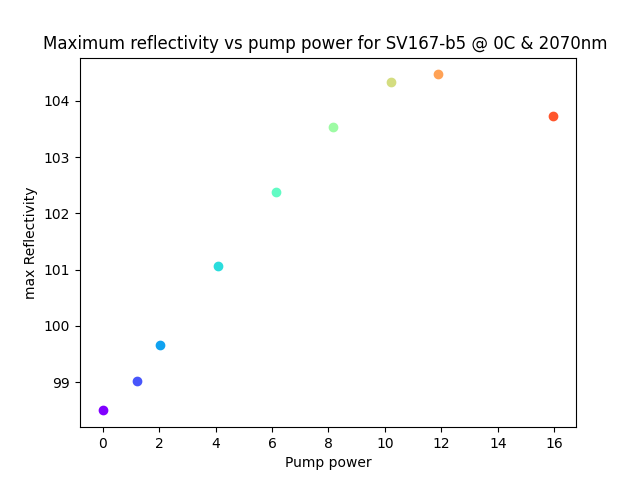 Maximum reflectivity vs pump power for SV167-b5 @ 0C & 2070nm
max Reflectivity
104
103
102
101
100
99
0 2 4 6 8 10 12 14 16
Pump power